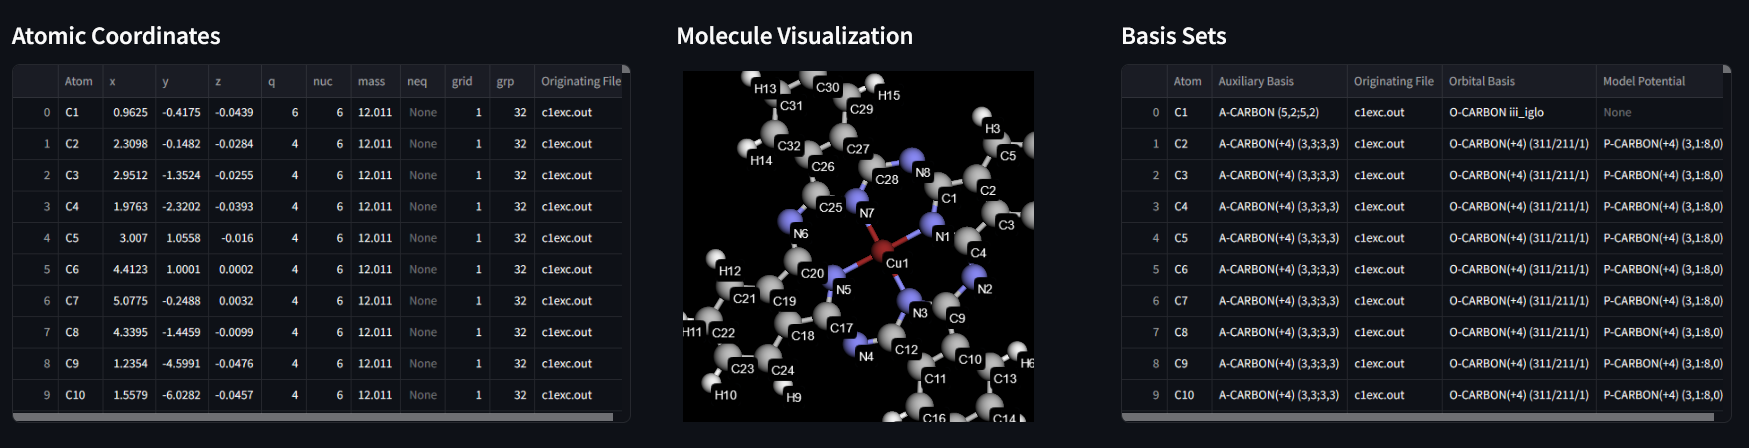 Atomic Coordinates
Atom x y z q nuc mass neq grid grp Originating File
0 C1 0.9625 -0.4175 -0.0439 6 6 12.011 None 1 32 c1exc.out
1 C2 2.3098 -0.1482 -0.0284 4 6 12.011 None 1 32 c1exc.out
2 C3 2.9512 -1.3524 -0.0255 4 6 12.011 None 1 32 c1exc.out
3 C4 1.9763 -2.3202 -0.0393 4 6 12.011 None 1 32 c1exc.out
4 C5 3.007 1.0558 -0.016 4 6 12.011 None 1 32 c1exc.out
5 C6 4.4123 1.0001 0.0002 4 6 12.011 None 1 32 c1exc.out
6 C7 5.0775 -0.2488 0.0032 4 6 12.011 None 1 32 c1exc.out
7 C8 4.3395 -1.4459 -0.0099 4 6 12.011 None 1 32 c1exc.out
8 C9 1.2354 -4.5991 -0.0476 4 6 12.011 None 1 32 c1exc.out
9 C10 1.5579 -6.0282 -0.0457 4 6 12.011 None 1 32 c1exc.out
Molecule Visualization
H13 C30 H15
C31 C29
H3
C32 C27 C5
H14 C26
C28 N8 C2
C25 N7 C1
C3
N6 N1
C4
Cu1
H12 C20
N5 N2
C21 C19
N3 C9
H11 C22 C17
C18 C12
N4 C10
C23 C24 H6
C11 C13
H10 H9
C16 C14
Basis Sets
Atom Auxiliary Basis Originating File Orbital Basis Model Potential
0 C1 A-CARBON (5,2;5,2) c1exc.out O-CARBON iii_iglo None
1 C2 A-CARBON(+4) (3,3;3,3) c1exc.out O-CARBON(+4) (311/211/1) P-CARBON(+4) (3,1:8,0)
2 C3 A-CARBON(+4) (3,3;3,3) c1exc.out O-CARBON(+4) (311/211/1) P-CARBON(+4) (3,1:8,0)
3 C4 A-CARBON(+4) (3,3;3,3) c1exc.out O-CARBON(+4) (311/211/1) P-CARBON(+4) (3,1:8,0)
4 C5 A-CARBON(+4) (3,3;3,3) c1exc.out O-CARBON(+4) (311/211/1) P-CARBON(+4) (3,1:8,0)
5 C6 A-CARBON(+4) (3,3;3,3) c1exc.out O-CARBON(+4) (311/211/1) P-CARBON(+4) (3,1:8,0)
6 C7 A-CARBON(+4) (3,3;3,3) c1exc.out O-CARBON(+4) (311/211/1) P-CARBON(+4) (3,1:8,0)
7 C8 A-CARBON(+4) (3,3;3,3) c1exc.out O-CARBON(+4) (311/211/1) P-CARBON(+4) (3,1:8,0)
8 C9 A-CARBON(+4) (3,3;3,3) c1exc.out O-CARBON(+4) (311/211/1) P-CARBON(+4) (3,1:8,0)
9 C10 A-CARBON(+4) (3,3;3,3) c1exc.out O-CARBON(+4) (311/211/1) P-CARBON(+4) (3,1:8,0)